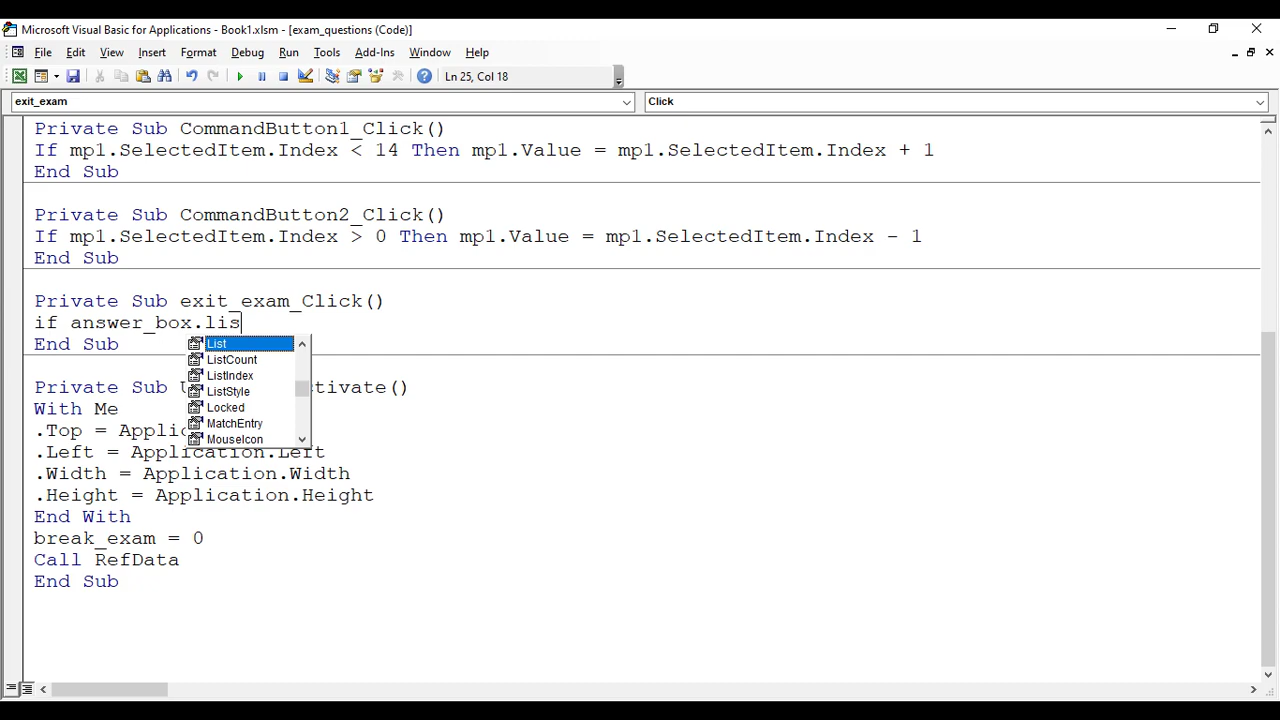 Microsoft Visual Basic for Applications - Book1.xlsm - [exam_questions (Code)]
File Edit View Insert Format Debug Run Tools Add-Ins Window Help
Ln 25, Col 18
exit_exam Click
Private Sub CommandButton1_Click()
If mp1.SelectedItem.Index < 14 Then mp1.Value = mp1.SelectedItem.Index + 1
End Sub
Private Sub CommandButton2_Click()
If mp1.SelectedItem.Index > 0 Then mp1.Value = mp1.SelectedItem.Index - 1
End Sub
Private Sub exit_exam_Click()
if answer_box.lis
End Sub
List
ListCount
ListIndex
ListStyle
Locked
MatchEntry
MouseIcon
Private Sub U tivate()
With Me
.Top = Applic
.Left = Application.Left
.Width = Application.Width
.Height = Application.Height
End With
break_exam = 0
Call RefData
End Sub